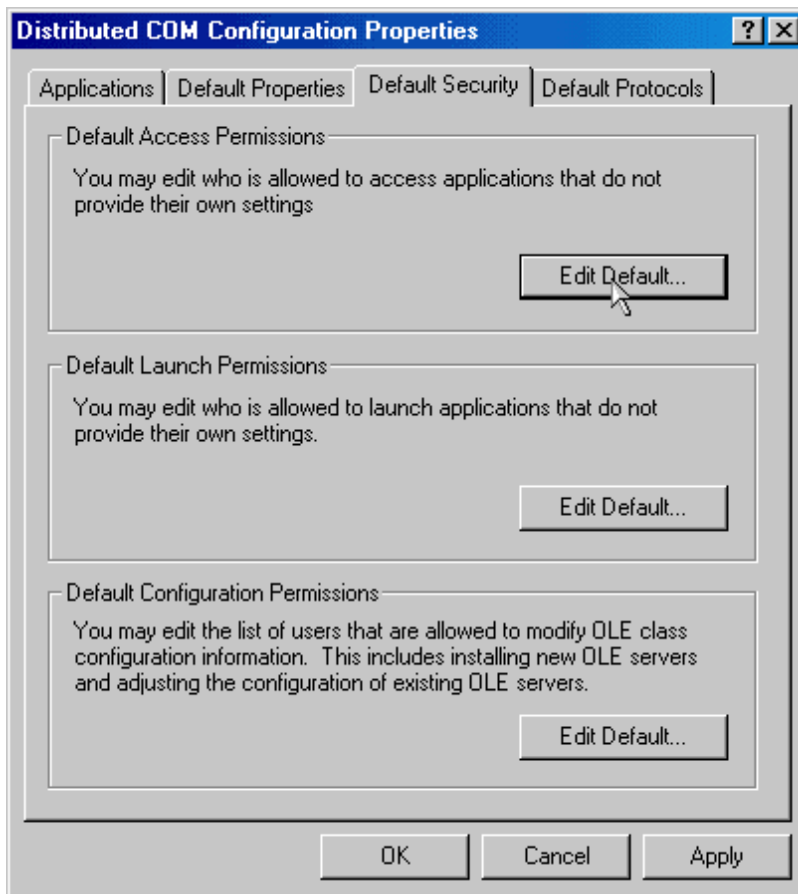 Distributed COM Configuration Properties
Applications
Default Properties
Default Security
Default Protocols
Default Access Permissions
You may edit who is allowed to access applications that do not
provide their own settings
Edit Default...
Default Launch Permissions
You may edit who is allowed to launch applications that do not
provide their own settings.
Edit Default...
Default Configuration Permissions
You may edit the list of users that are allowed to modify OLE class
configuration information.  This includes installing new OLE servers
and adjusting the configuration of existing OLE servers.
Edit Default...
OK
Cancel
Apply